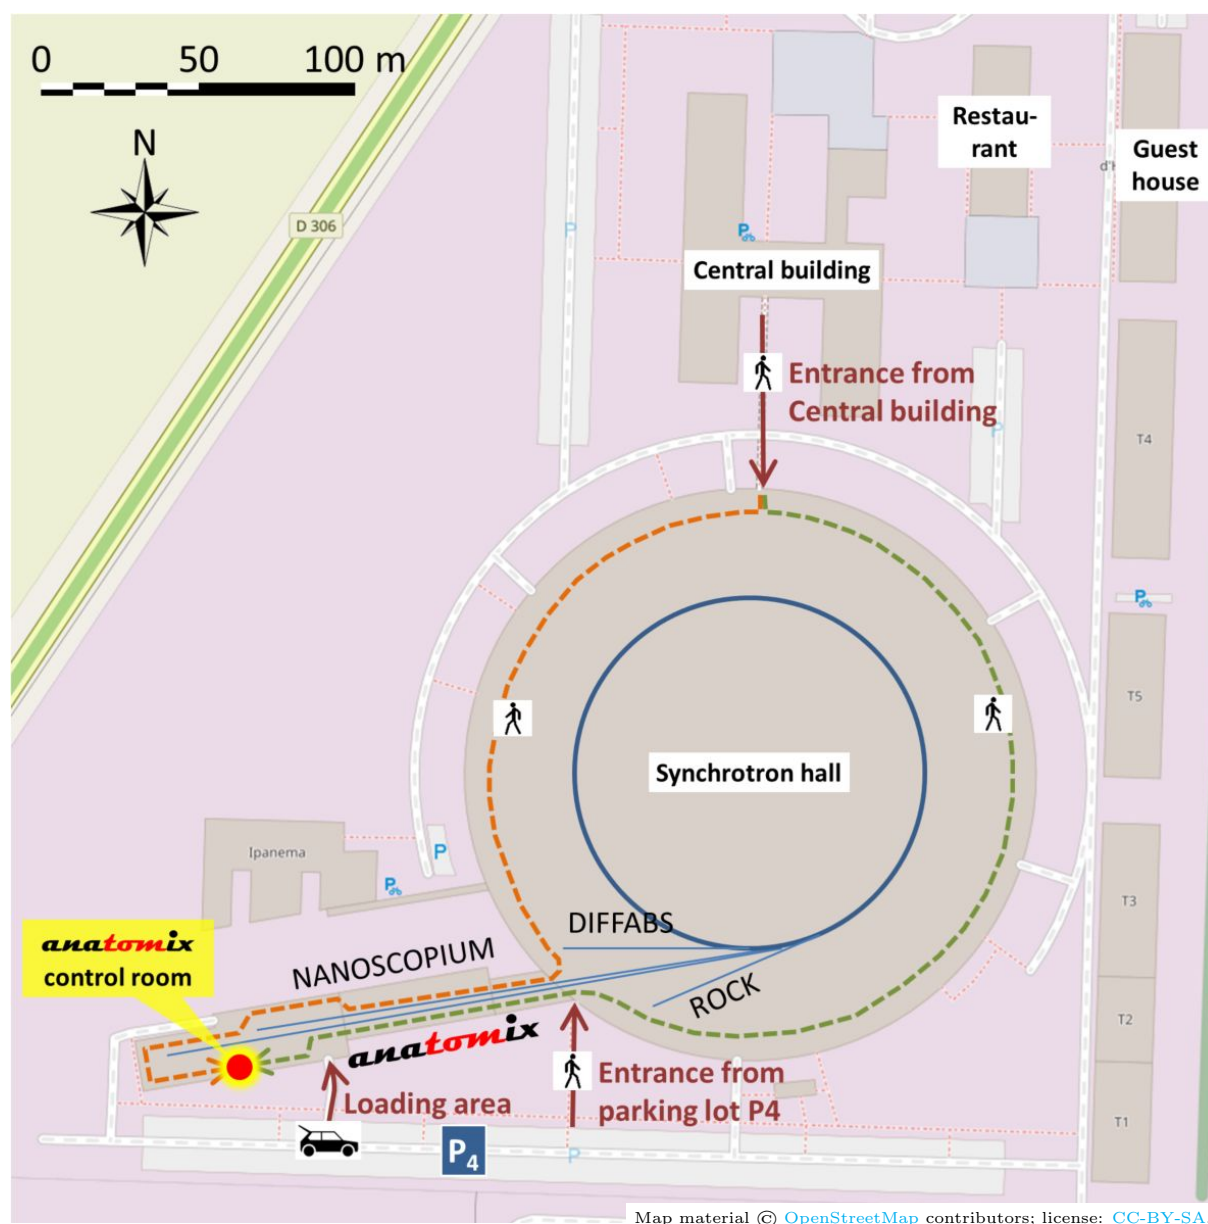 0 50 100 m
N
D 306
P
P
Restau-
rant
d'H
Guest
house
Central building
Entrance from
Central building
P
T4
P
T5
Synchrotron hall
Ipanema
P
P
T3
anatomix
control room
DIFFABS
NANOSCOPIUM
ROCK
T2
anatomix
Entrance from
parking lot P4
Loading area
T1
P4
P
Map material © OpenStreetMap contributors; license: CC-BY-SA